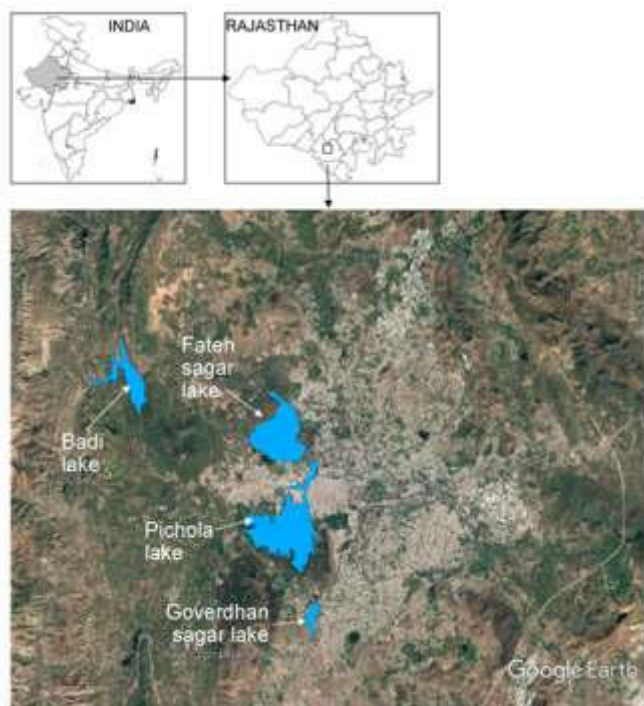 INDIA
RAJASTHAN
Fateh
sagar
lake
Badi
lake
Pichola
lake
Goverdhan
sagar lake
Google Earth